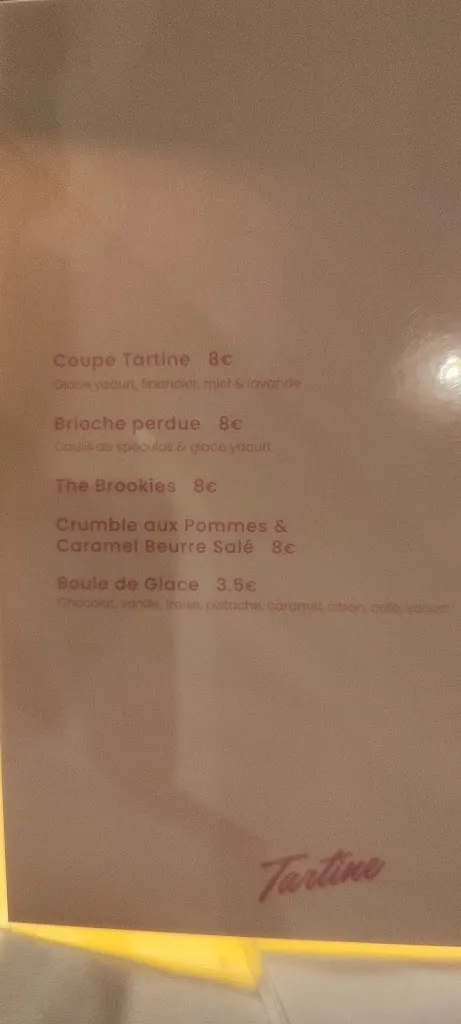 Coupe Tartine 8€
Glace yaourt, financier, miel & lavande
Brioche perdue 8€
Coulis de spéculos & glace yaourt
The Brookies 8€
Crumble aux Pommes &
Caramel Beurre Salé 8€
Boule de Glace 3.5€
Chocolat, vanille, fraise, pistache, caramel, citron, café, yaourt
Tartine